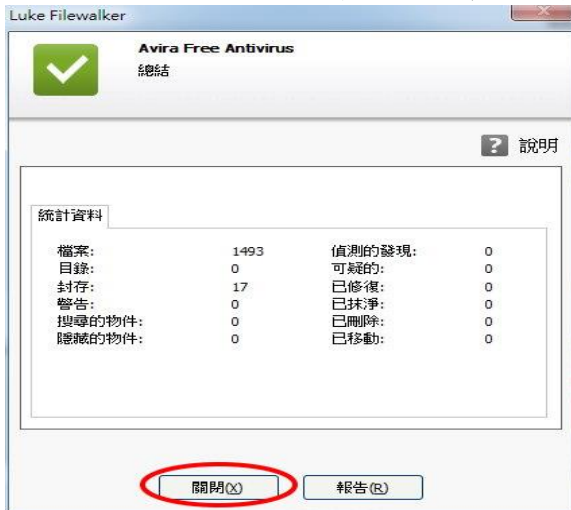 Luke Filewalker
Avira Free Antivirus
總結
? 說明
統計資料
檔案: 1493 偵測的發現: 0
目錄: 0 可疑的: 0
封存: 17 已修復: 0
警告: 0 已抹淨: 0
搜尋的物件: 0 已刪除: 0
隱藏的物件: 0 已移動: 0
關閉(X) 報告(R)